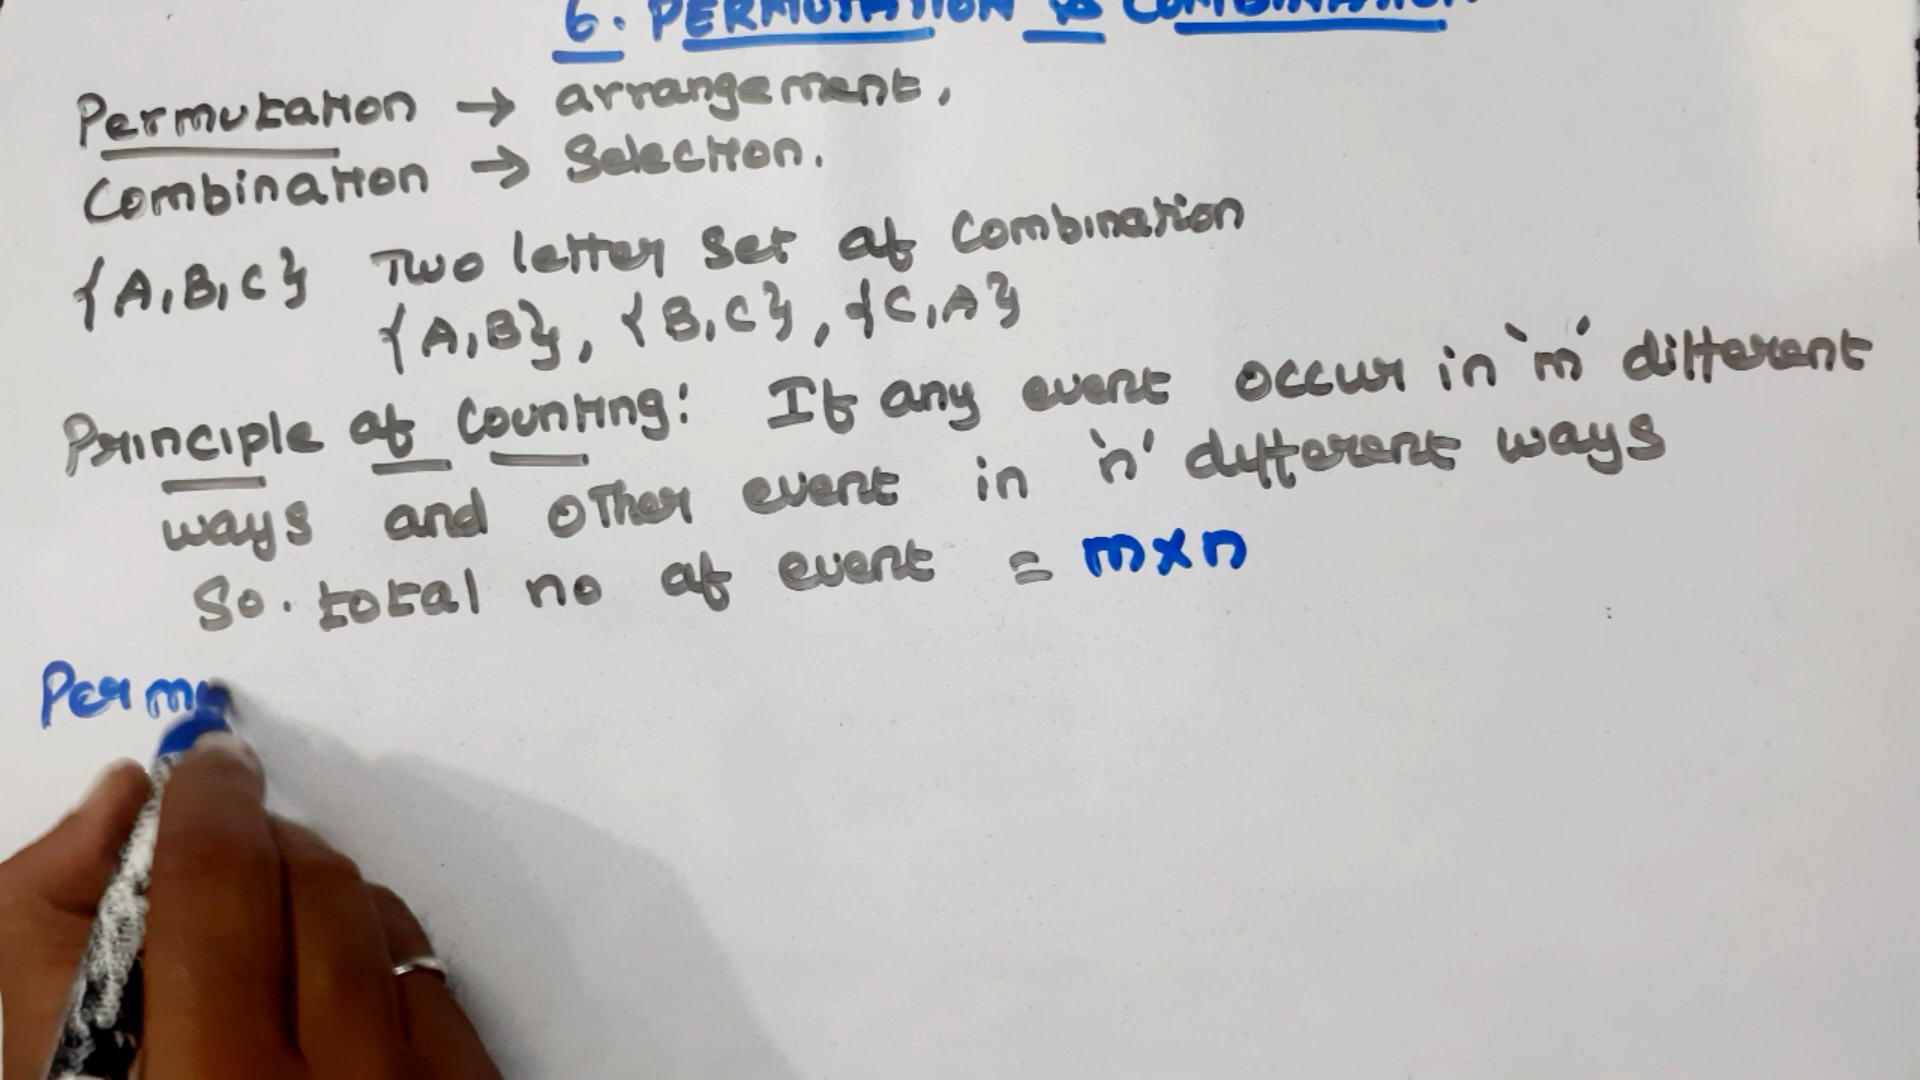 6. PERMUTATION & COMBINATION
Permutation → arrangement,
Combination → Selection.
{A,B,C} Two letter set of Combination
{A,B}, {B,C}, {C,A}
Principle of Counting: If any event occur in 'm' different
ways and other event in 'n' different ways
So. total no of event = m×n
Permu